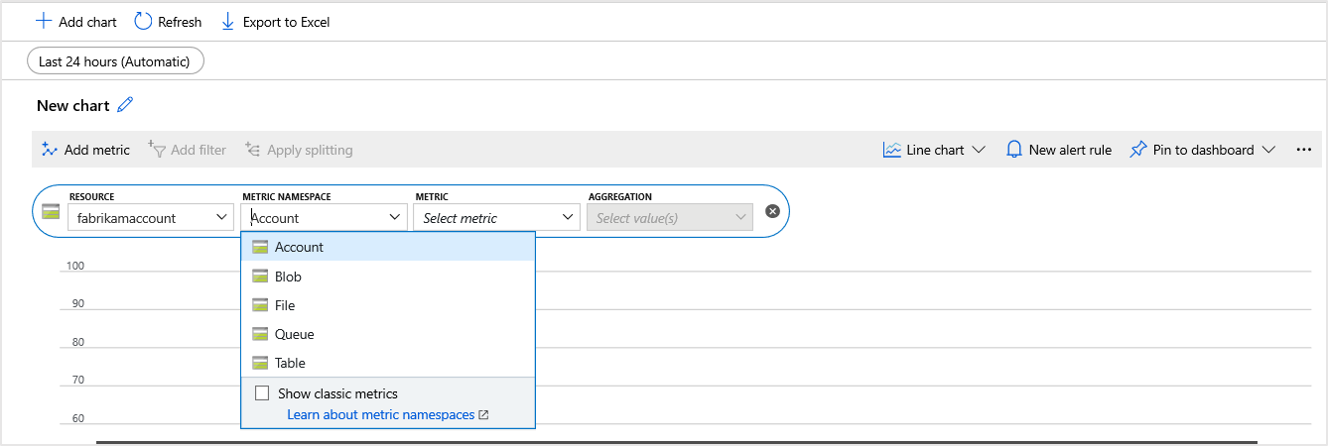 Add chart Refresh Export to Excel
Last 24 hours (Automatic)
New chart
Add metric Add filter Apply splitting Line chart New alert rule Pin to dashboard
RESOURCE METRIC NAMESPACE METRIC AGGREGATION
fabrikamaccount Account Select metric Select value(s)
Account
100
Blob
File
90
Queue
80
Table
70
Show classic metrics
Learn about metric namespaces
60